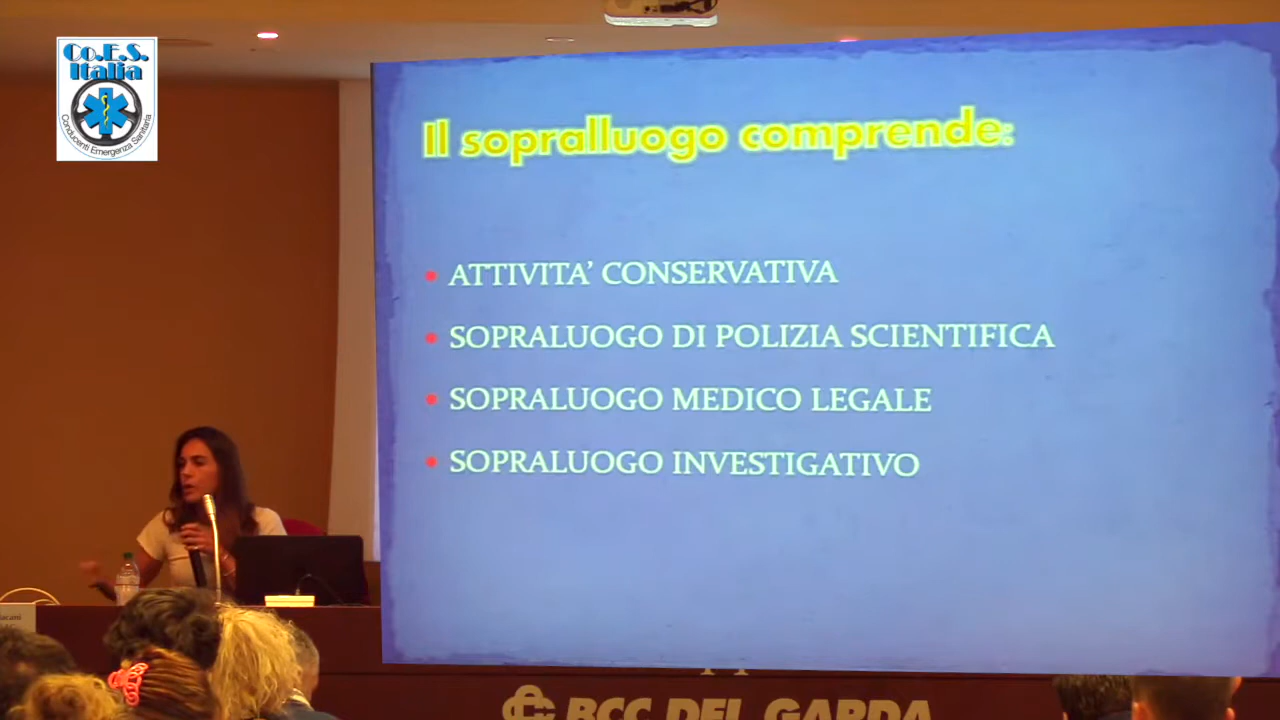 Co.E.S.
Italia
Conducenti Emergenza Sanitaria
Il sopralluogo comprende:
• ATTIVITA’ CONSERVATIVA
• SOPRALUOGO DI POLIZIA SCIENTIFICA
• SOPRALUOGO MEDICO LEGALE
• SOPRALUOGO INVESTIGATIVO
BCC DEL GARDA